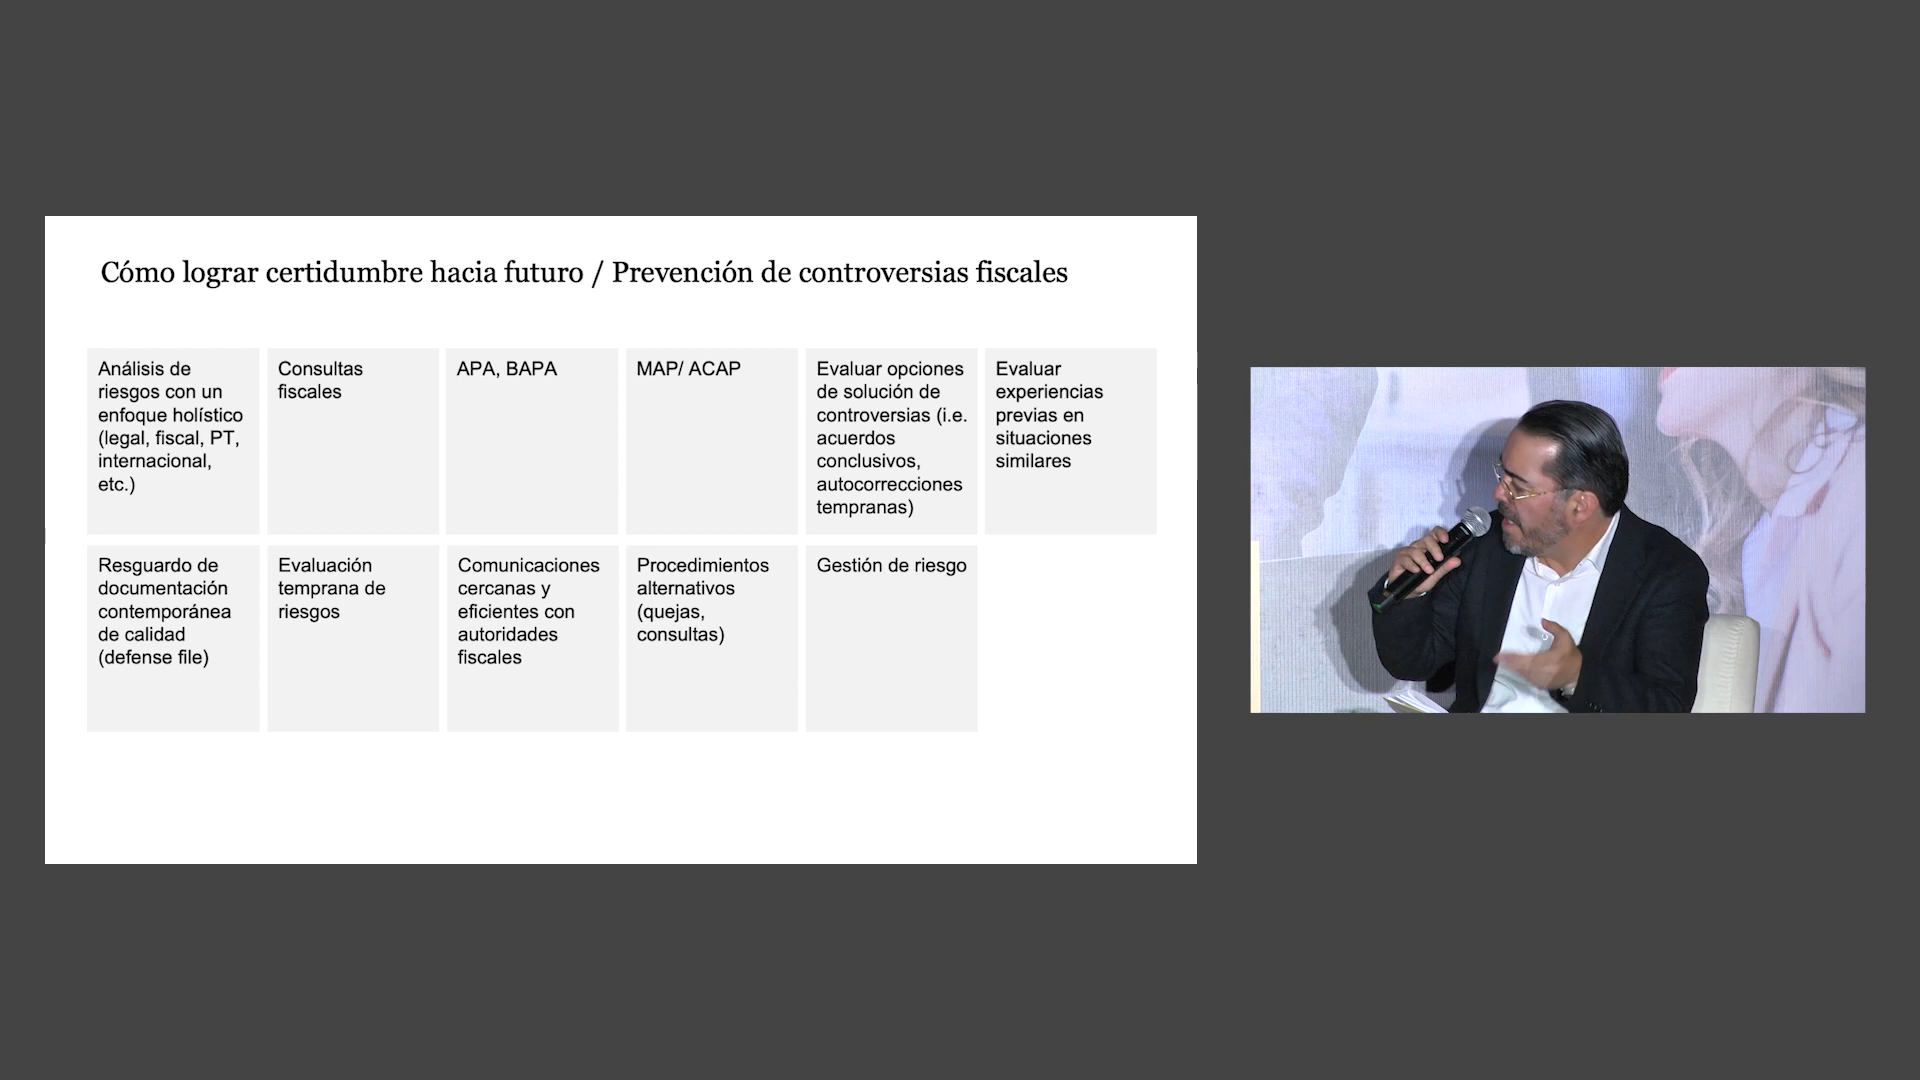 Cómo lograr certidumbre hacia futuro / Prevención de controversias fiscales
Análisis de
riesgos con un
enfoque holístico
(legal, fiscal, PT,
internacional,
etc.)
Consultas
fiscales
APA, BAPA
MAP/ ACAP
Evaluar opciones
de solución de
controversias (i.e.
acuerdos
conclusivos,
autocorrecciones
tempranas)
Evaluar
experiencias
previas en
situaciones
similares
Resguardo de
documentación
contemporánea
de calidad
(defense file)
Evaluación
temprana de
riesgos
Comunicaciones
cercanas y
eficientes con
autoridades
fiscales
Procedimientos
alternativos
(quejas,
consultas)
Gestión de riesgo